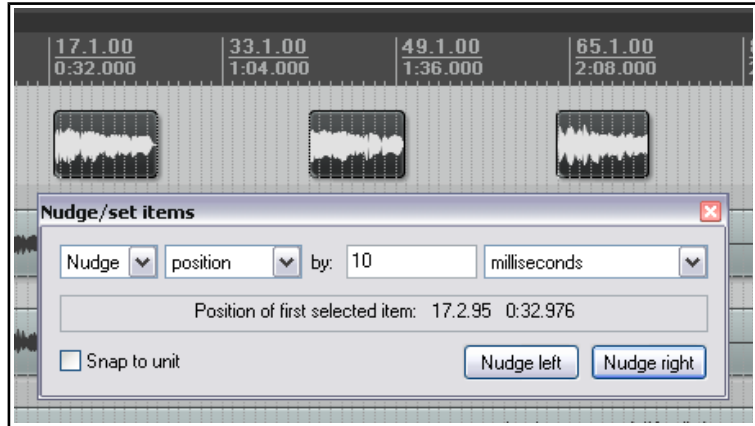 17.1.00 33.1.00 49.1.00 65.1.00
0:32.000 1:04.000 1:36.000 2:08.000
Nudge/set items
Nudge position by: 10 milliseconds
Position of first selected item: 17.2.95 0:32.976
Snap to unit Nudge left Nudge right